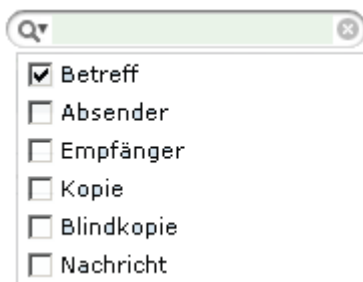 Betreff
Absender
Empfänger
Kopie
Blindkopie
Nachricht